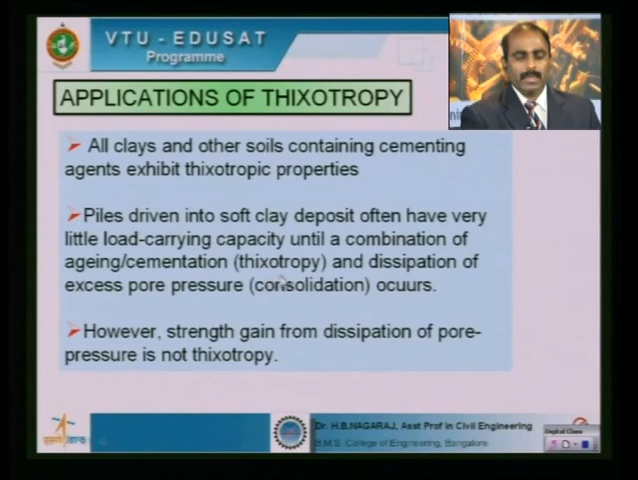 VTU - EDUSAT
Programme
APPLICATIONS OF THIXOTROPY
All clays and other soils containing cementing
agents exhibit thixotropic properties
Piles driven into soft clay deposit often have very
little load-carrying capacity until a combination of
ageing/cementation (thixotropy) and dissipation of
excess pore pressure (consolidation) ocuurs.
However, strength gain from dissipation of pore-
pressure is not thixotropy.
Dr. H.B.NAGARAJ, Asst Prof in Civil Engineering
B.M.S. College of Engineering, Bangalore